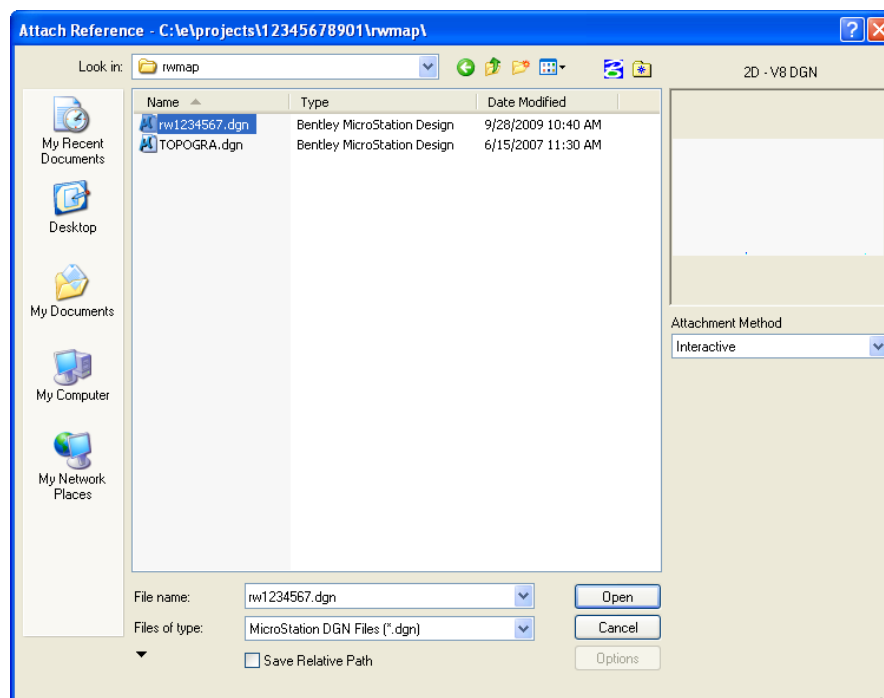 Attach Reference - C:\e\projects\12345678901\rwmap\
Look in: rwmap
2D - V8 DGN
Name Type Date Modified
rw1234567.dgn Bentley MicroStation Design 9/28/2009 10:40 AM
TOPOGRA.dgn Bentley MicroStation Design 6/15/2007 11:30 AM
My Recent
Documents
Desktop
My Documents
My Computer
My Network
Places
Attachment Method
Interactive
File name: rw1234567.dgn Open
Files of type: MicroStation DGN Files (*.dgn) Cancel
Save Relative Path Options